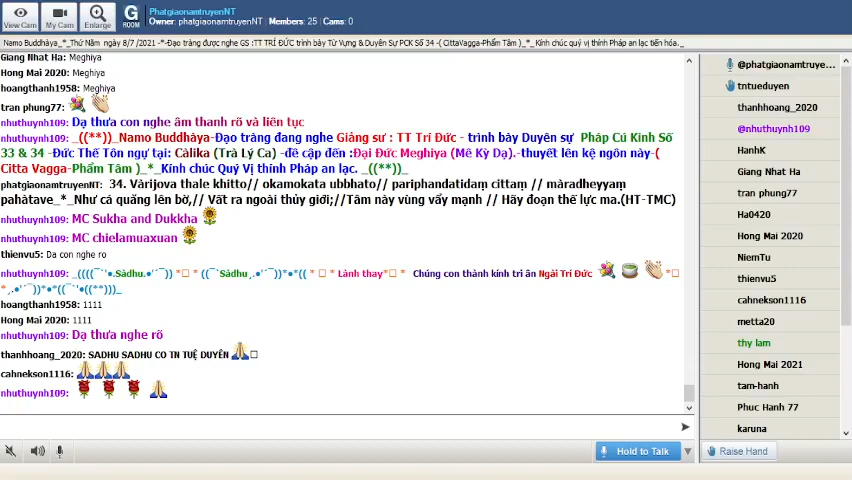 PhatgiaonamtruyenNT
Owner: phatgiaonamtruyenNT | Members: 25 | Cams: 0
View Cam
My Cam
Enlarge
G
ROOM
Namo Buddhàya_*_Thứ Năm ngày 8/7 /2021 -*-Đạo tràng được nghe GS :TT TRÍ ĐỨC trình bày Từ Vựng & Duyên Sự PCK Số 34 -( CittaVagga-Phẩm Tâm )_*_Kính chúc quý vị thính Pháp an lạc tiến hóa._
Giang Nhat Ha: Meghiya
Hong Mai 2020: Meghiya
hoangthanh1958: Meghiya
tran phung77:
nhuthuynh109: Dạ thưa con nghe âm thanh rõ và liên tục
nhuthuynh109: _((**))_Namo Buddhàya-Đạo tràng đang nghe Giảng sư : TT Trí Đức - trình bày Duyên sự Pháp Cú Kinh Số
33 & 34 -Đức Thế Tôn ngự tại: Càlika (Trà Lý Ca) -đề cập đến :Đại Đức Meghiya (Mê Kỳ Dạ).-thuyết lên kệ ngôn này-(
Citta Vagga-Phẩm Tâm )_*_Kính chúc Quý Vị thính Pháp an lạc. _((**))_
phatgiaonamtruyenNT: 34. Vàrijova thale khitto// okamokata ubbhato// pariphandatidaṃ cittaṃ // màradheyyaṃ
pahàtave_*_Như cá quăng lên bờ,// Vất ra ngoài thủy giới;//Tâm này vùng vẫy mạnh // Hãy đoạn thế lực ma.(HT-TMC)
nhuthuynh109: MC Sukha and Dukkha
nhuthuynh109: MC chielamuaxuan
thienvu5: Da con nghe ro
nhuthuynh109: _((((¯`'•.Sàdhu.•'´¯)) *□ * ((¯`Sàdhu¸.•'´¯))*•*(( * □ * Lành thay*□ * Chúng con thành kính tri ân Ngài Trí Đức *□
*¸.•'´¯))*•*((¯`'•((**)))_
hoangthanh1958: 1111
Hong Mai 2020: 1111
nhuthuynh109: Dạ thưa nghe rõ
thanhhoang_2020: SADHU SADHU CO TN TUỆ DUYÊN
cahnekson1116:
nhuthuynh109:
Hold to Talk
@phatgiaonamtruye...
tntueduyen
thanhhoang_2020
@nhuthuynh109
HanhK
Giang Nhat Ha
tran phung77
Ha0420
Hong Mai 2020
NiemTu
thienvu5
cahnekson1116
metta20
thy lam
Hong Mai 2021
tam-hanh
Phuc Hanh 77
karuna
Raise Hand